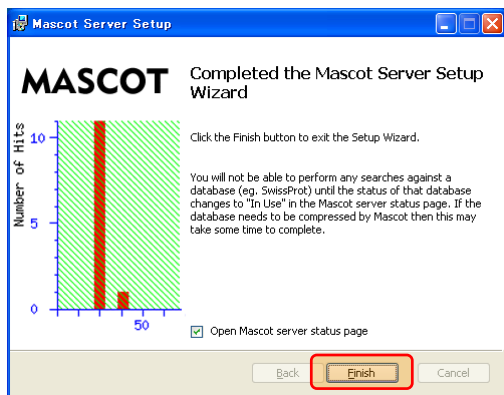 Mascot Server Setup
MASCOT
Completed the Mascot Server Setup
Wizard
Number of Hits
10
5
0
50
Click the Finish button to exit the Setup Wizard.
You will not be able to perform any searches against a
database (eg. SwissProt) until the status of that database
changes to "In Use" in the Mascot server status page. If the
database needs to be compressed by Mascot then this may
take some time to complete.
Open Mascot server status page
Back
Finish
Cancel